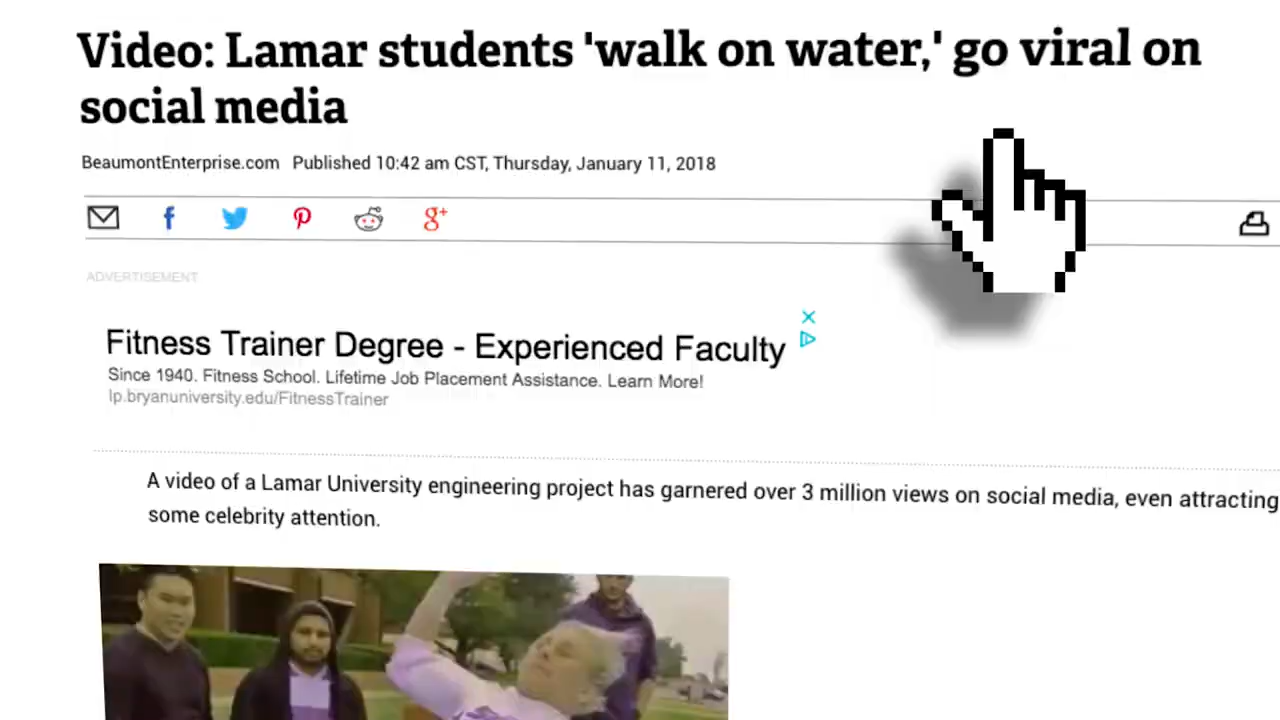 Video: Lamar students 'walk on water,' go viral on
social media
BeaumontEnterprise.com Published 10:42 am CST, Thursday, January 11, 2018
f g+
ADVERTISEMENT
Fitness Trainer Degree - Experienced Faculty
Since 1940. Fitness School. Lifetime Job Placement Assistance. Learn More!
lp.bryanuniversity.edu/FitnessTrainer
A video of a Lamar University engineering project has garnered over 3 million views on social media, even attracting
some celebrity attention.